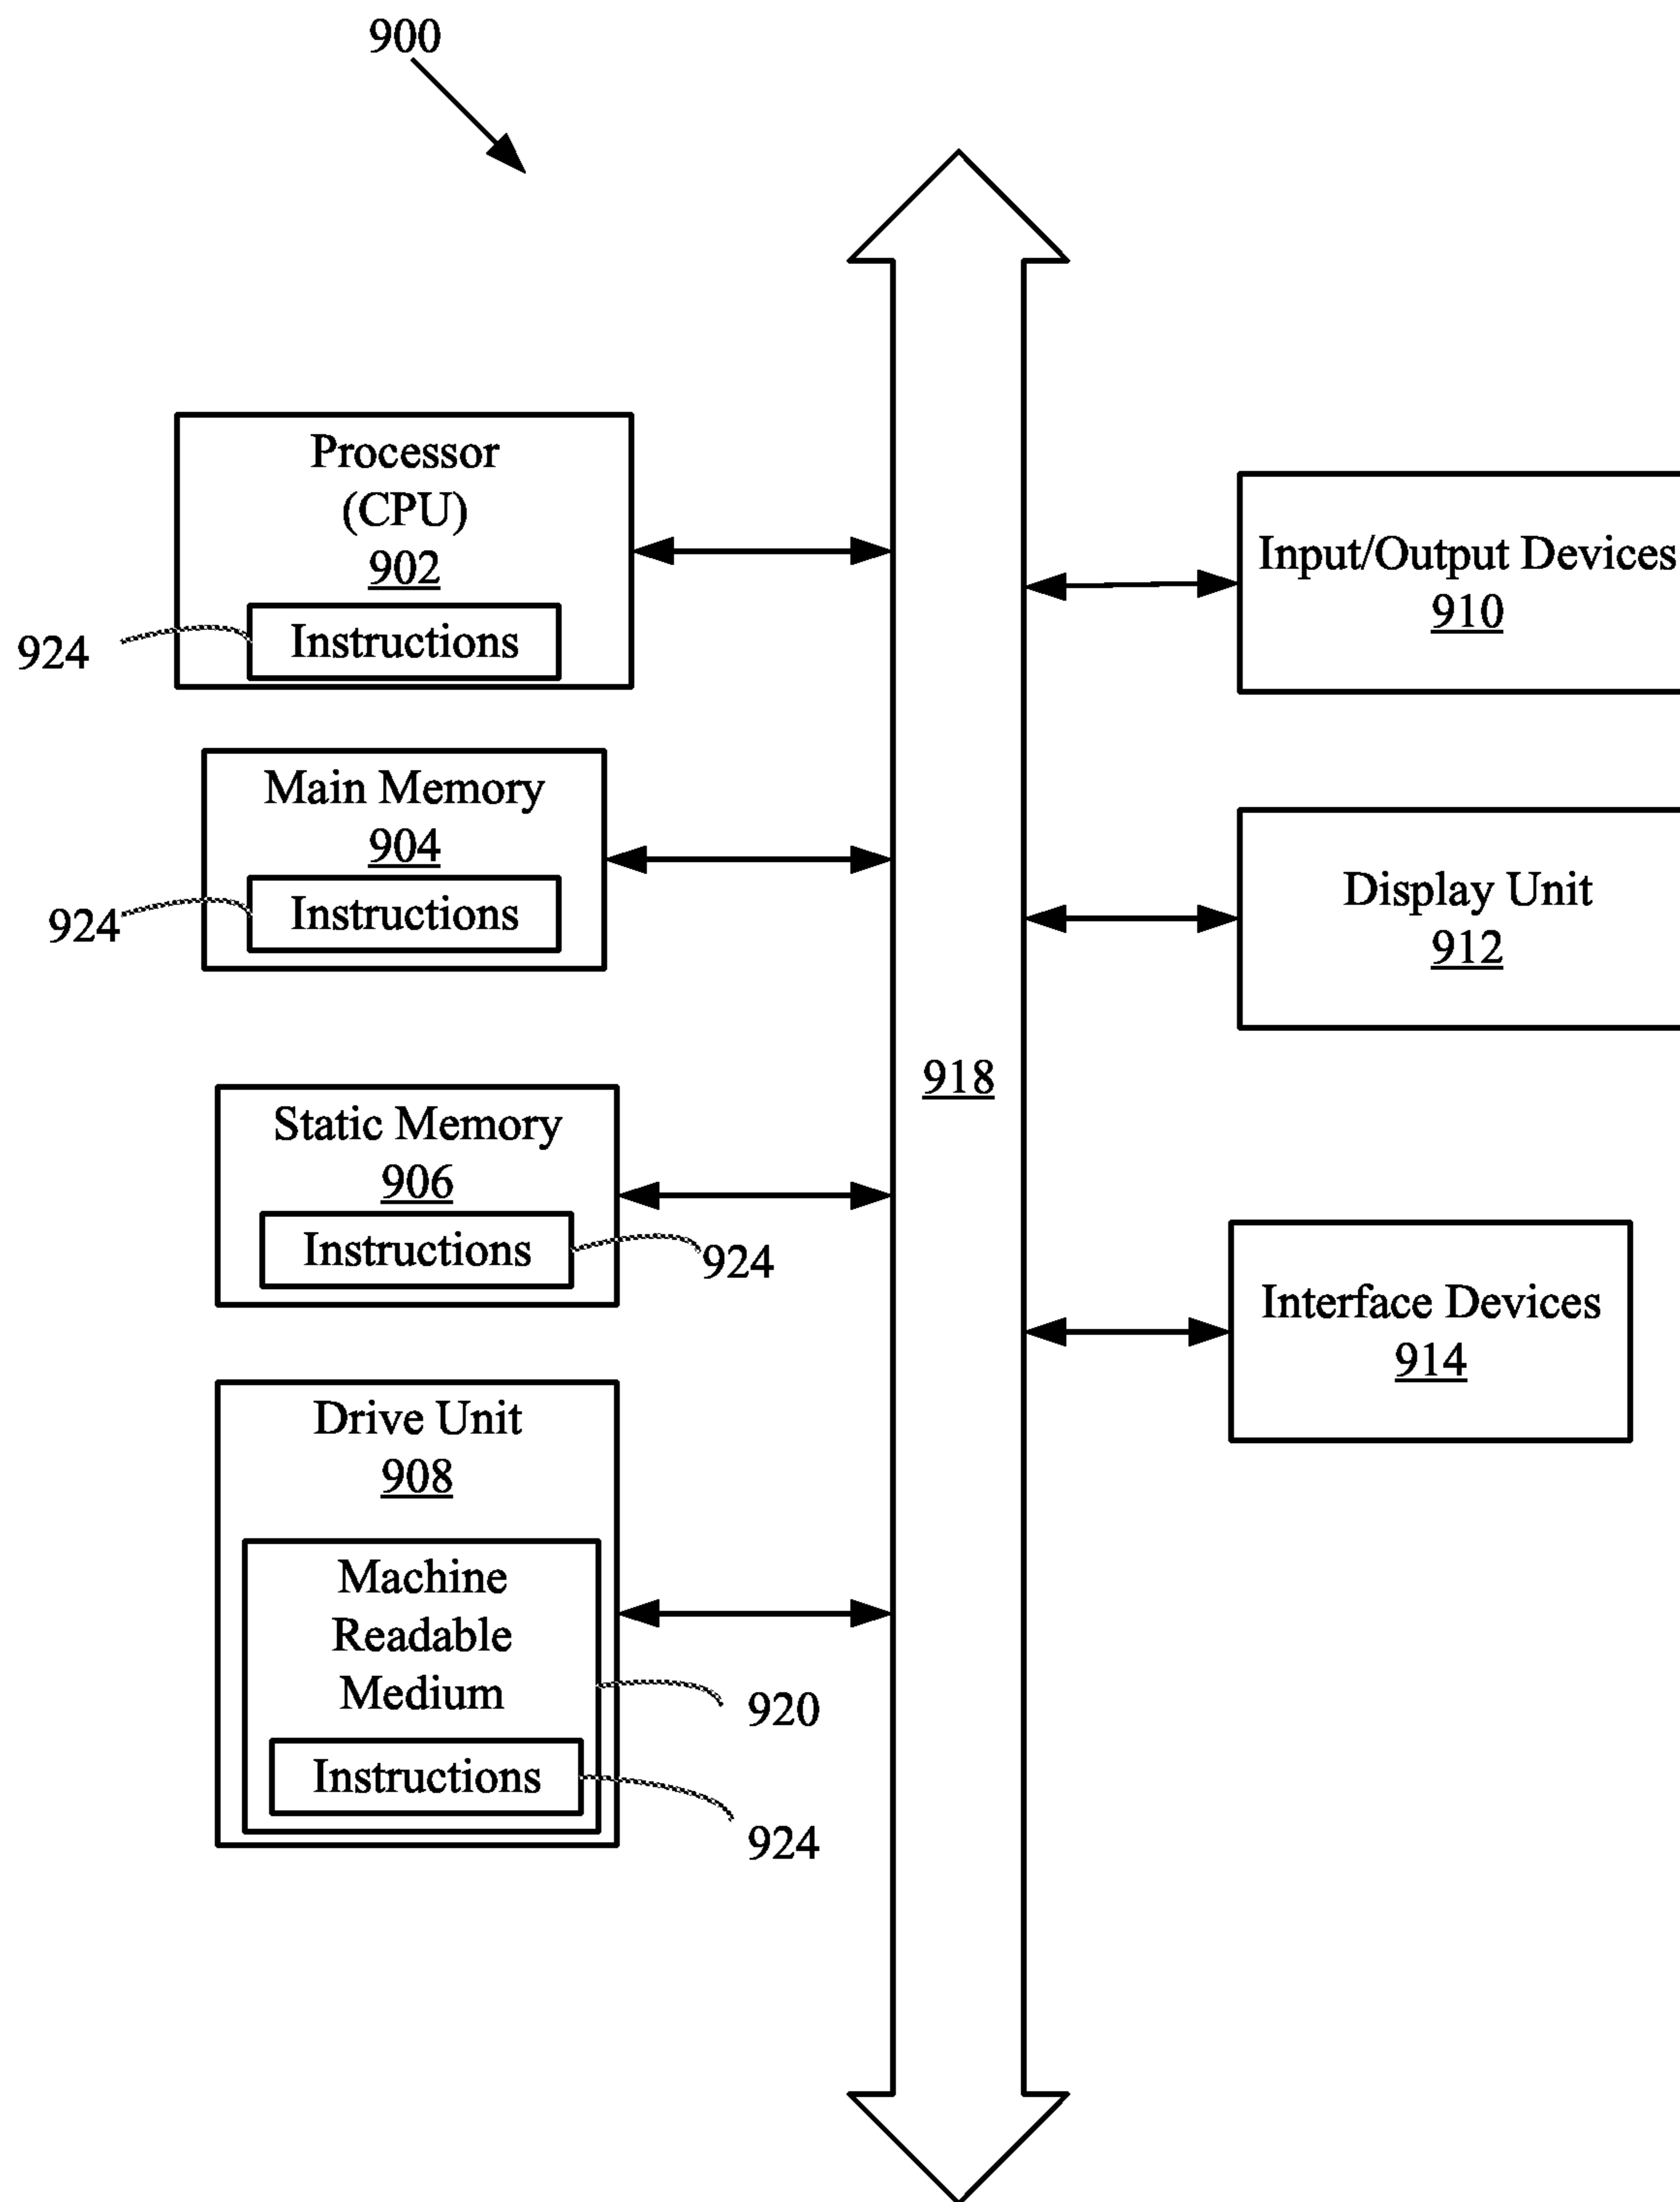 900
Processor
(CPU)
902
Instructions
924
Main Memory
904
Instructions
924
Static Memory
906
Instructions
924
Drive Unit
908
Machine
Readable
Medium
920
Instructions
924
918
Input/Output Devices
910
Display Unit
912
Interface Devices
914